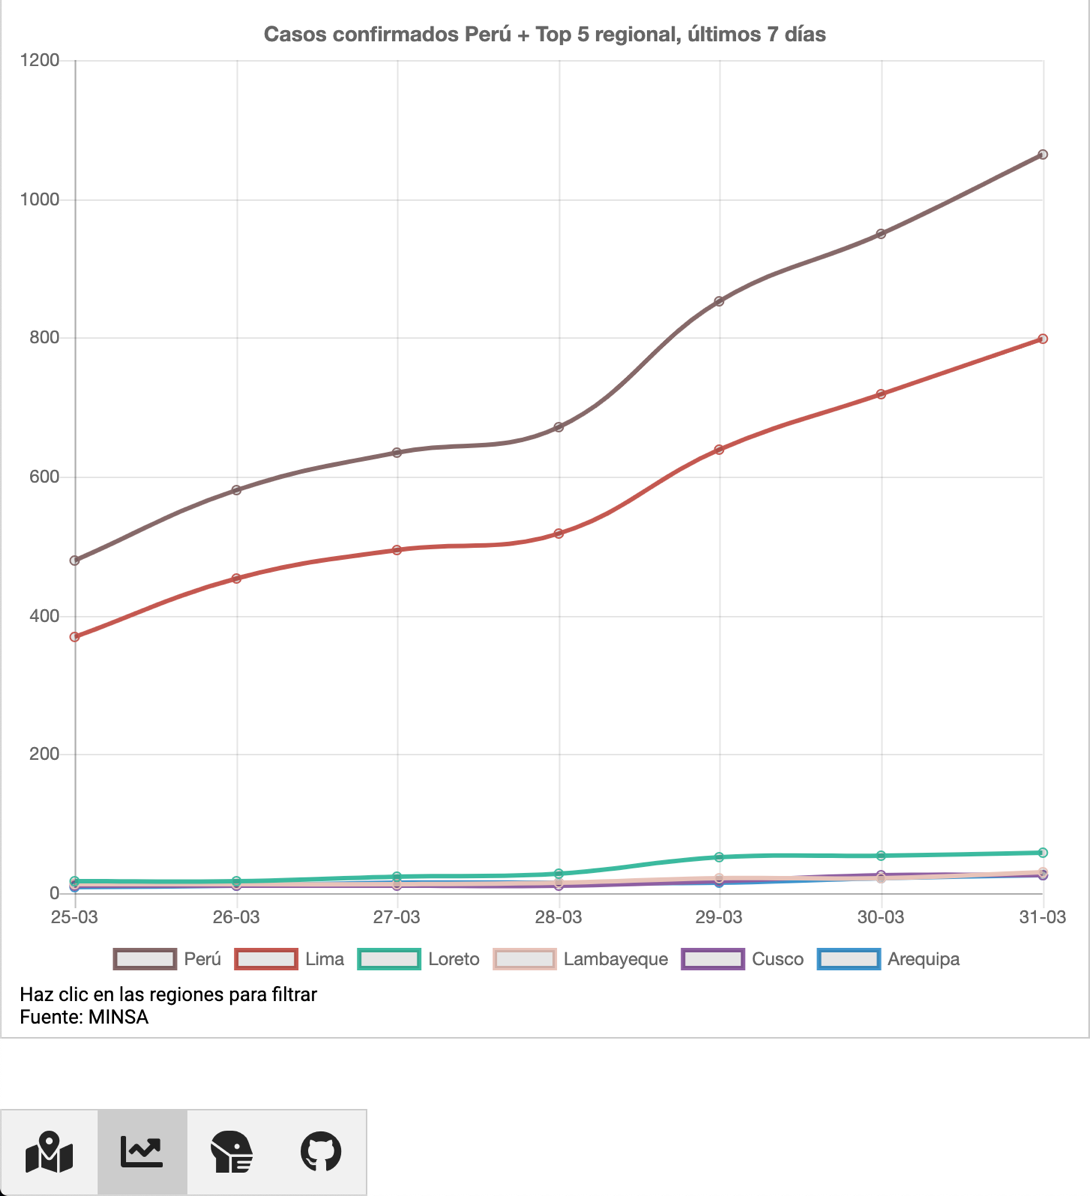 Casos confirmados Perú + Top 5 regional, últimos 7 días
1200
1000
800
600
400
200
0
25-03 26-03 27-03 28-03 29-03 30-03 31-03
Perú Lima Loreto Lambayeque Cusco Arequipa
Haz clic en las regiones para filtrar
Fuente: MINSA